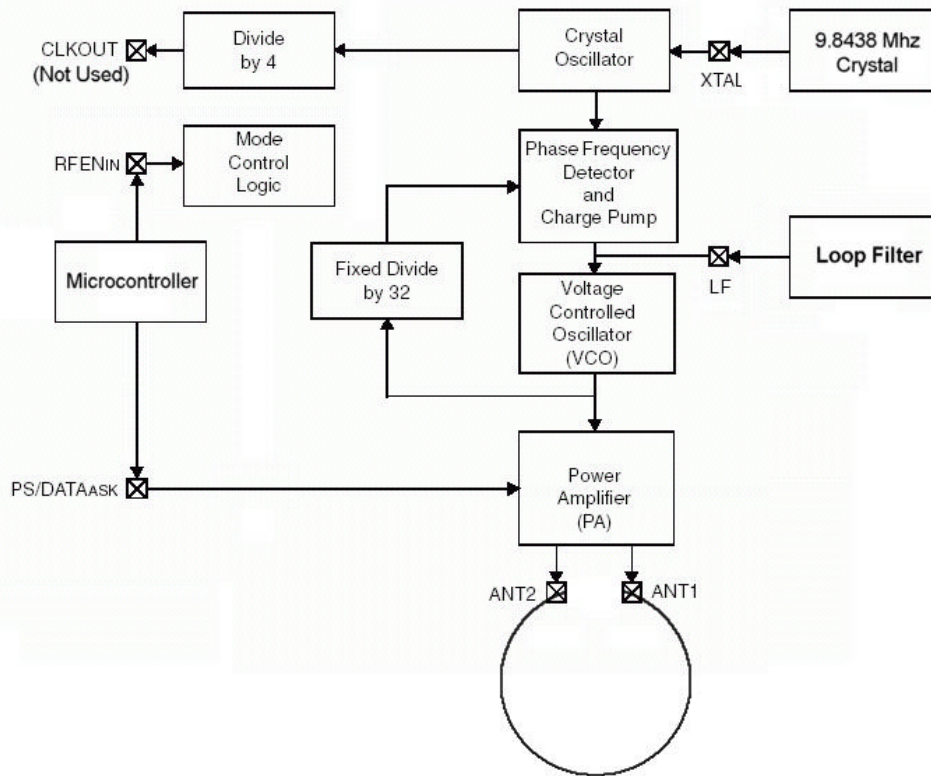 CLKOUT
(Not Used)
Divide
by 4
Crystal
Oscillator
XTAL
9.8438 Mhz
Crystal
RFENIN
Mode
Control
Logic
Phase Frequency
Detector
and
Charge Pump
Microcontroller
Fixed Divide
by 32
LF
Loop Filter
Voltage
Controlled
Oscillator
(VCO)
PS/DATAASK
Power
Amplifier
(PA)
ANT2
ANT1